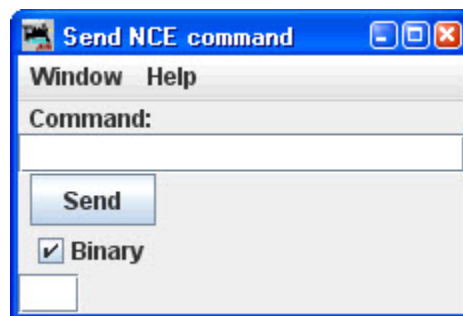 Send NCE command
Window Help
Command:
Send
Binary